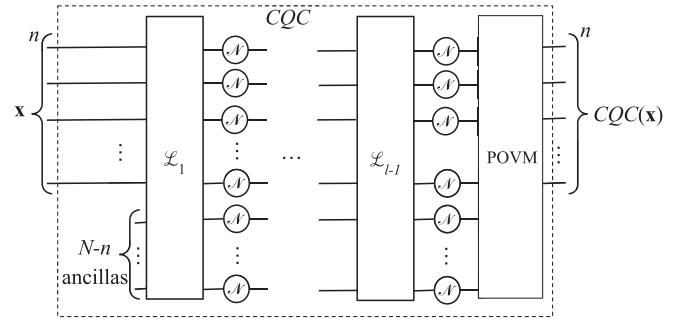 CQC
n
n
𝒩
𝒩
𝒩
𝒩
x
𝒩
𝒩
CQC(x)
⋮
⋮
⋮
⋮
ℒ₁
⋯
ℒₗ₋₁
POVM
𝒩
𝒩
𝒩
𝒩
N-n
⋮
⋮
⋮
ancillas
𝒩
𝒩